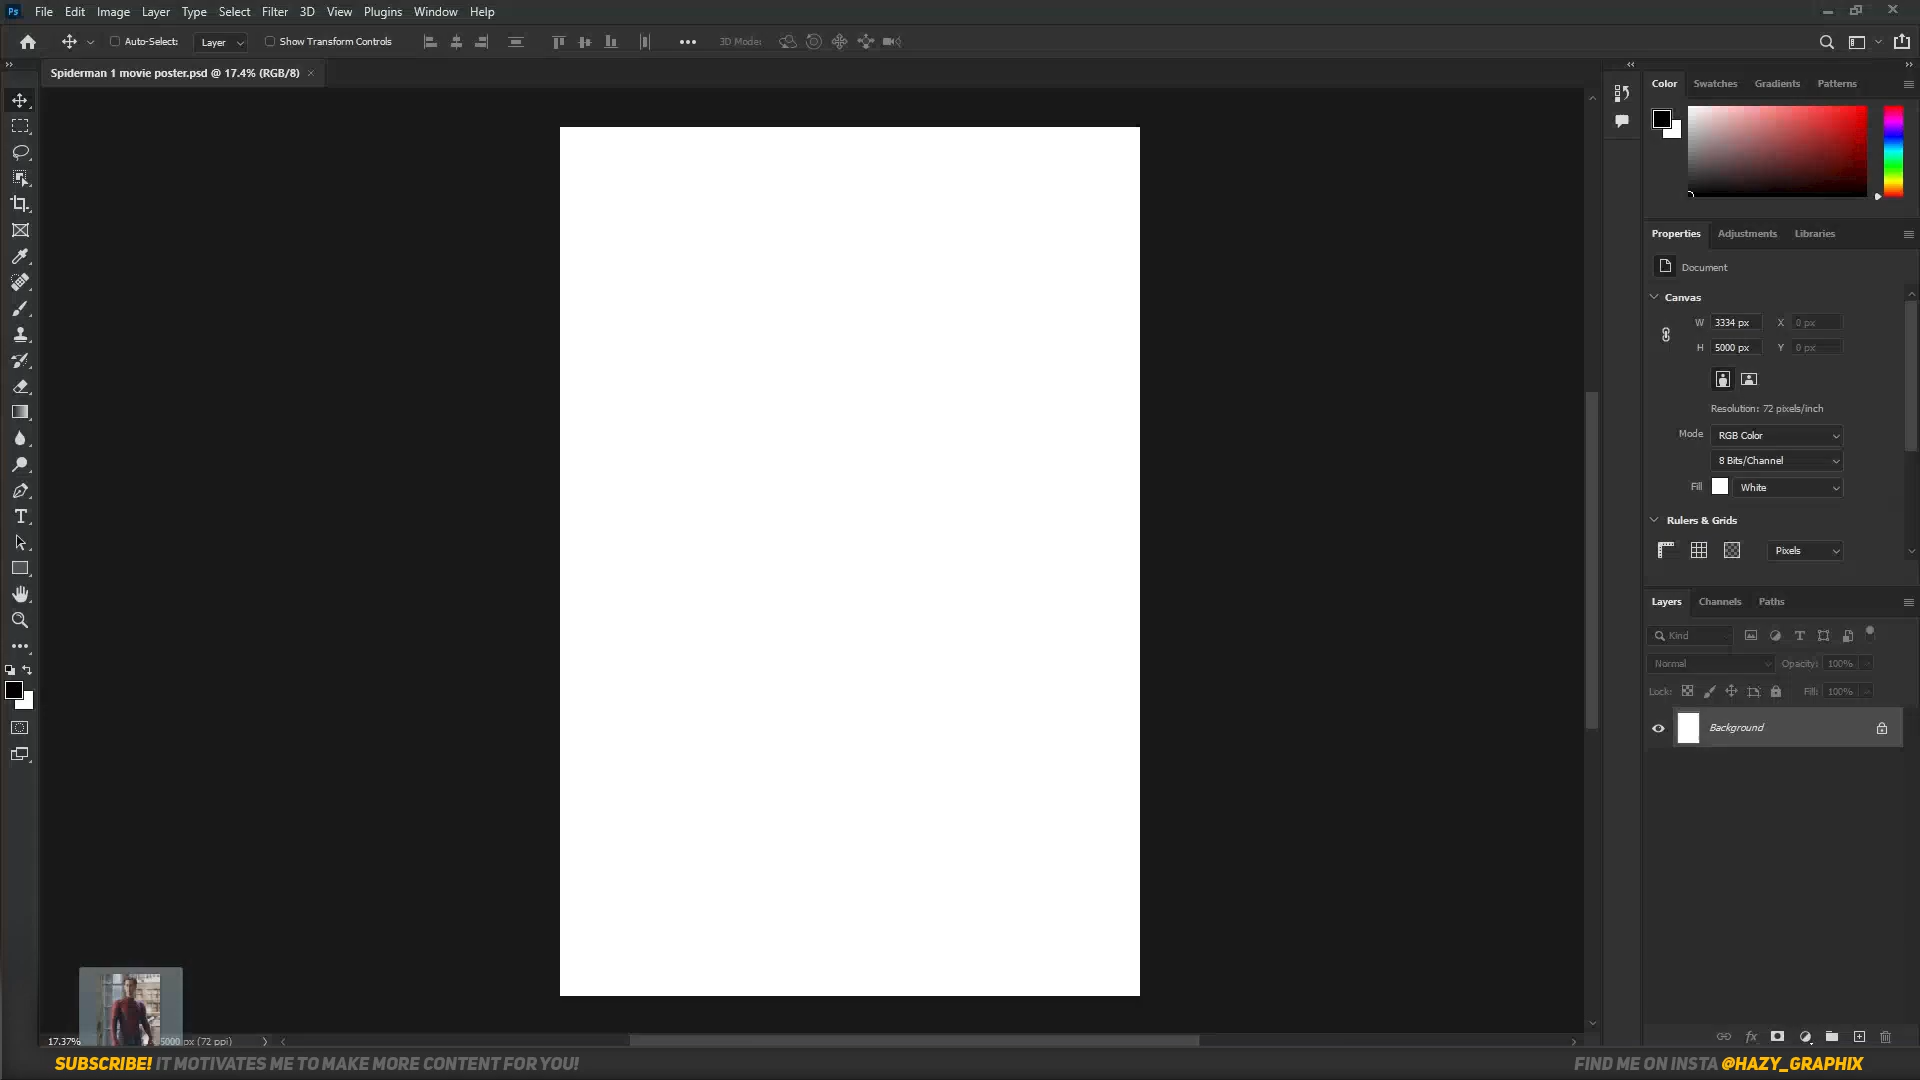 Ps File Edit Image Layer Type Select Filter 3D View Plugins Window Help
Auto-Select: Layer Show Transform Controls 3D Mode:
Spiderman 1 movie poster.psd @ 17.4% (RGB/8)
Color Swatches Gradients Patterns
Properties Adjustments Libraries
Document
Canvas
W 3334 px X 0 px
H 5000 px Y 0 px
Resolution: 72 pixels/inch
Mode RGB Color
8 Bits/Channel
Fill White
Rulers & Grids
Pixels
Layers Channels Paths
Kind
Normal Opacity: 100%
Lock: Fill: 100%
Background
17.37% 5000 px (72 ppi)
SUBSCRIBE! IT MOTIVATES ME TO MAKE MORE CONTENT FOR YOU!
FIND ME ON INSTA @HAZY_GRAPHIX